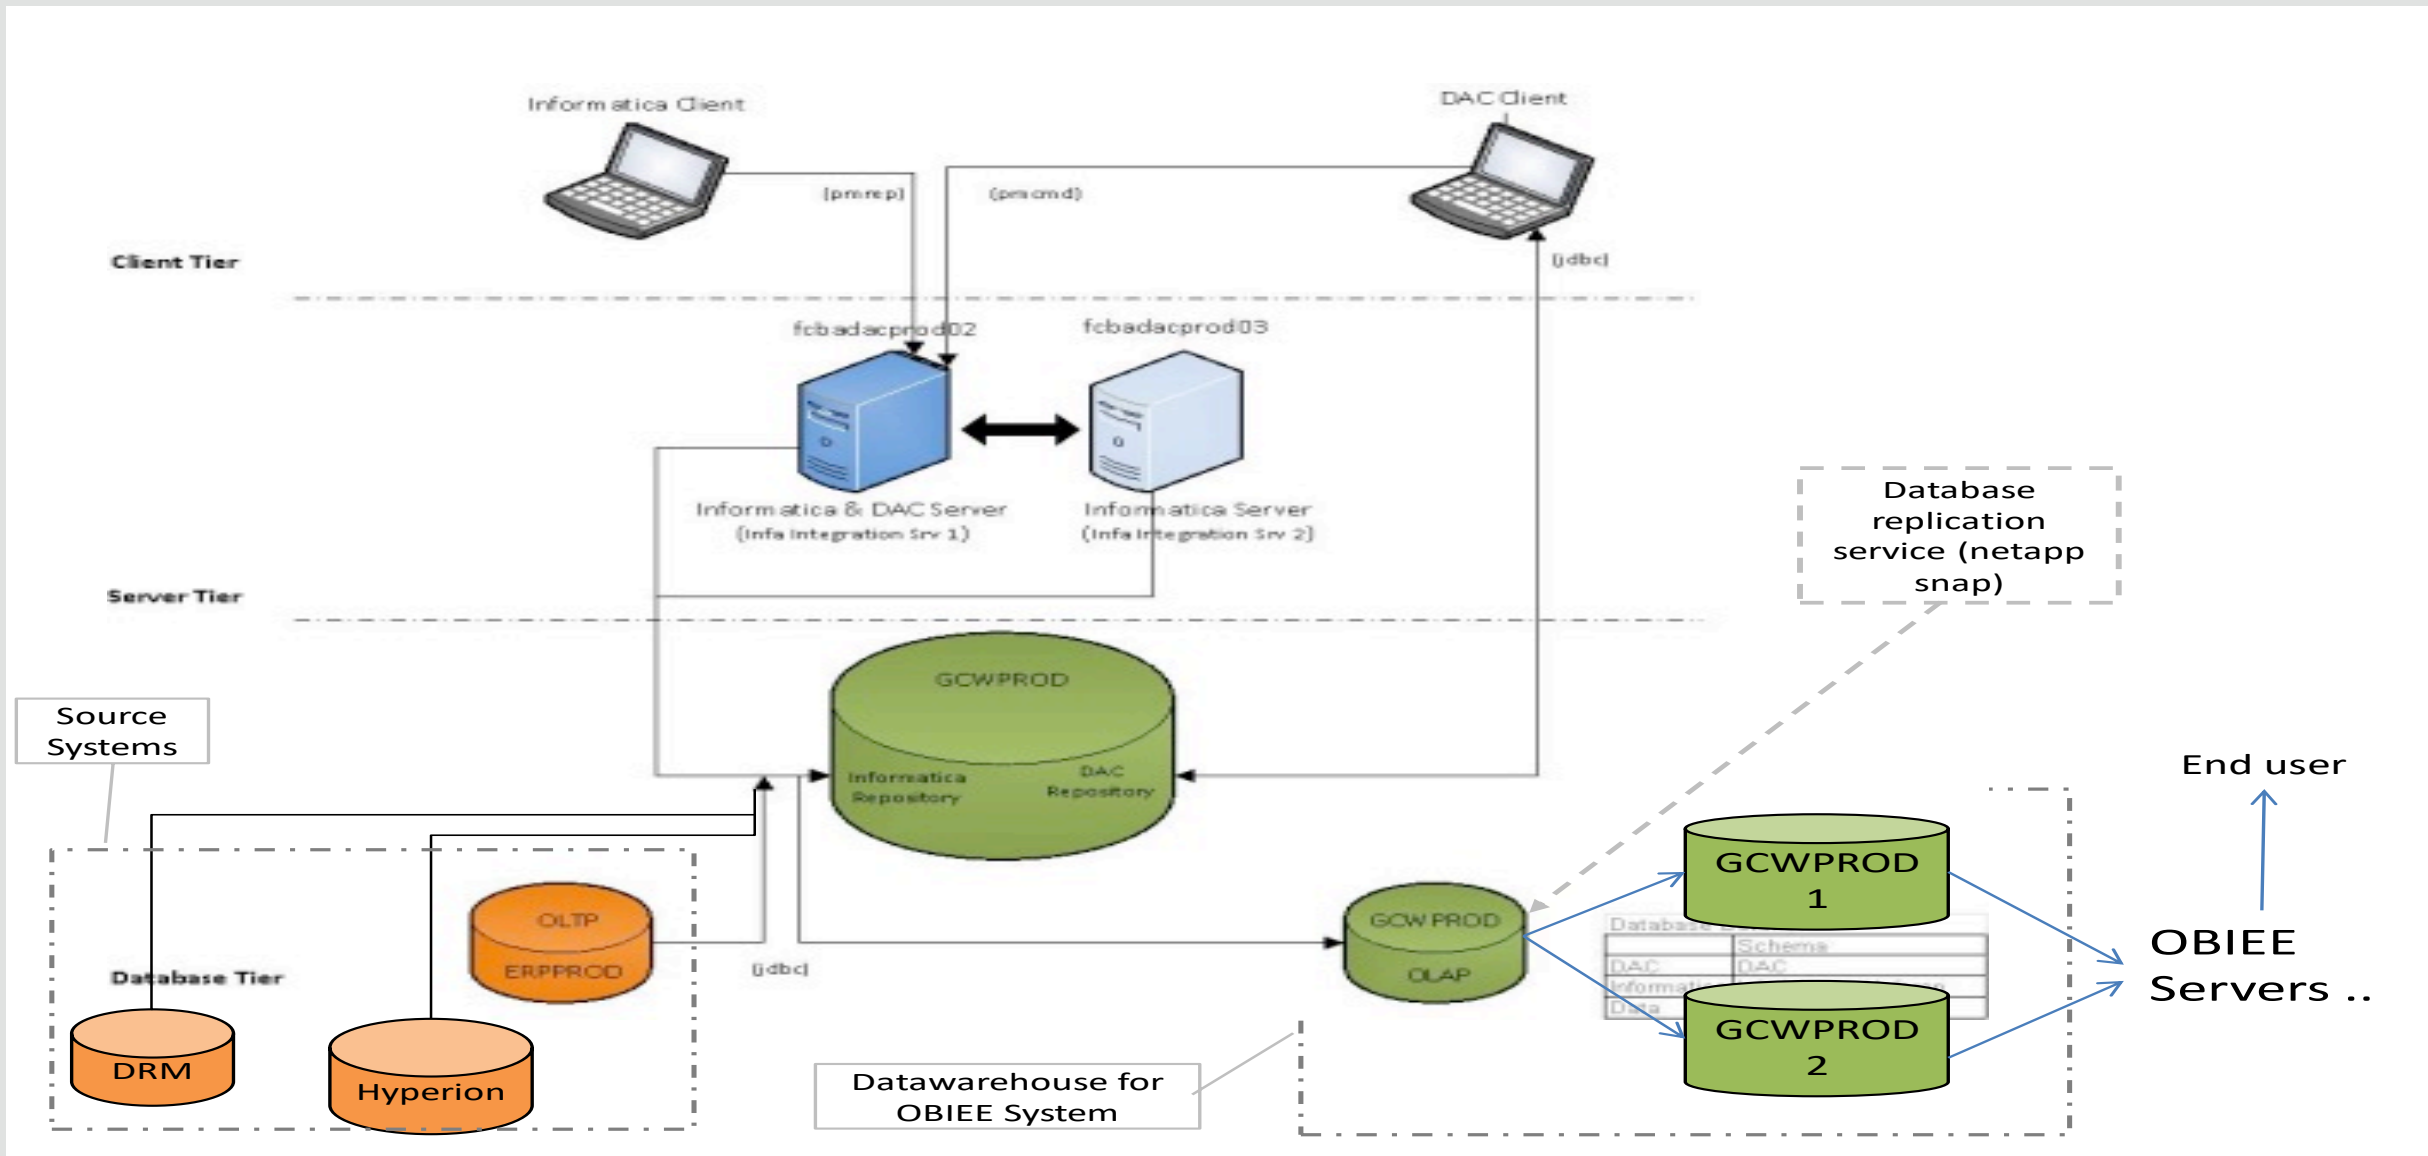 Informatica Client
DAC Client
(pmrep)
(pmcmd)
(jdbc)
Client Tier
fcbadacprod02
fcbadacprod03
Informatica & DAC Server
(Infa Integration Srv 1)
Informatica Server
(Infa Integration Srv 2)
Server Tier
Database
replication
service (netapp
snap)
GCWPROD
Informatica
Repository
DAC
Repository
Source
Systems
End user
OLTP
ERPPROD
(jdbc)
Database Tier
DRM
Hyperion
GCWPROD
OLAP
GCWPROD
1
Database
Schema
DAC
DAC
Data
GCWPROD
2
OBIEE
Servers ..
Datawarehouse for
OBIEE System